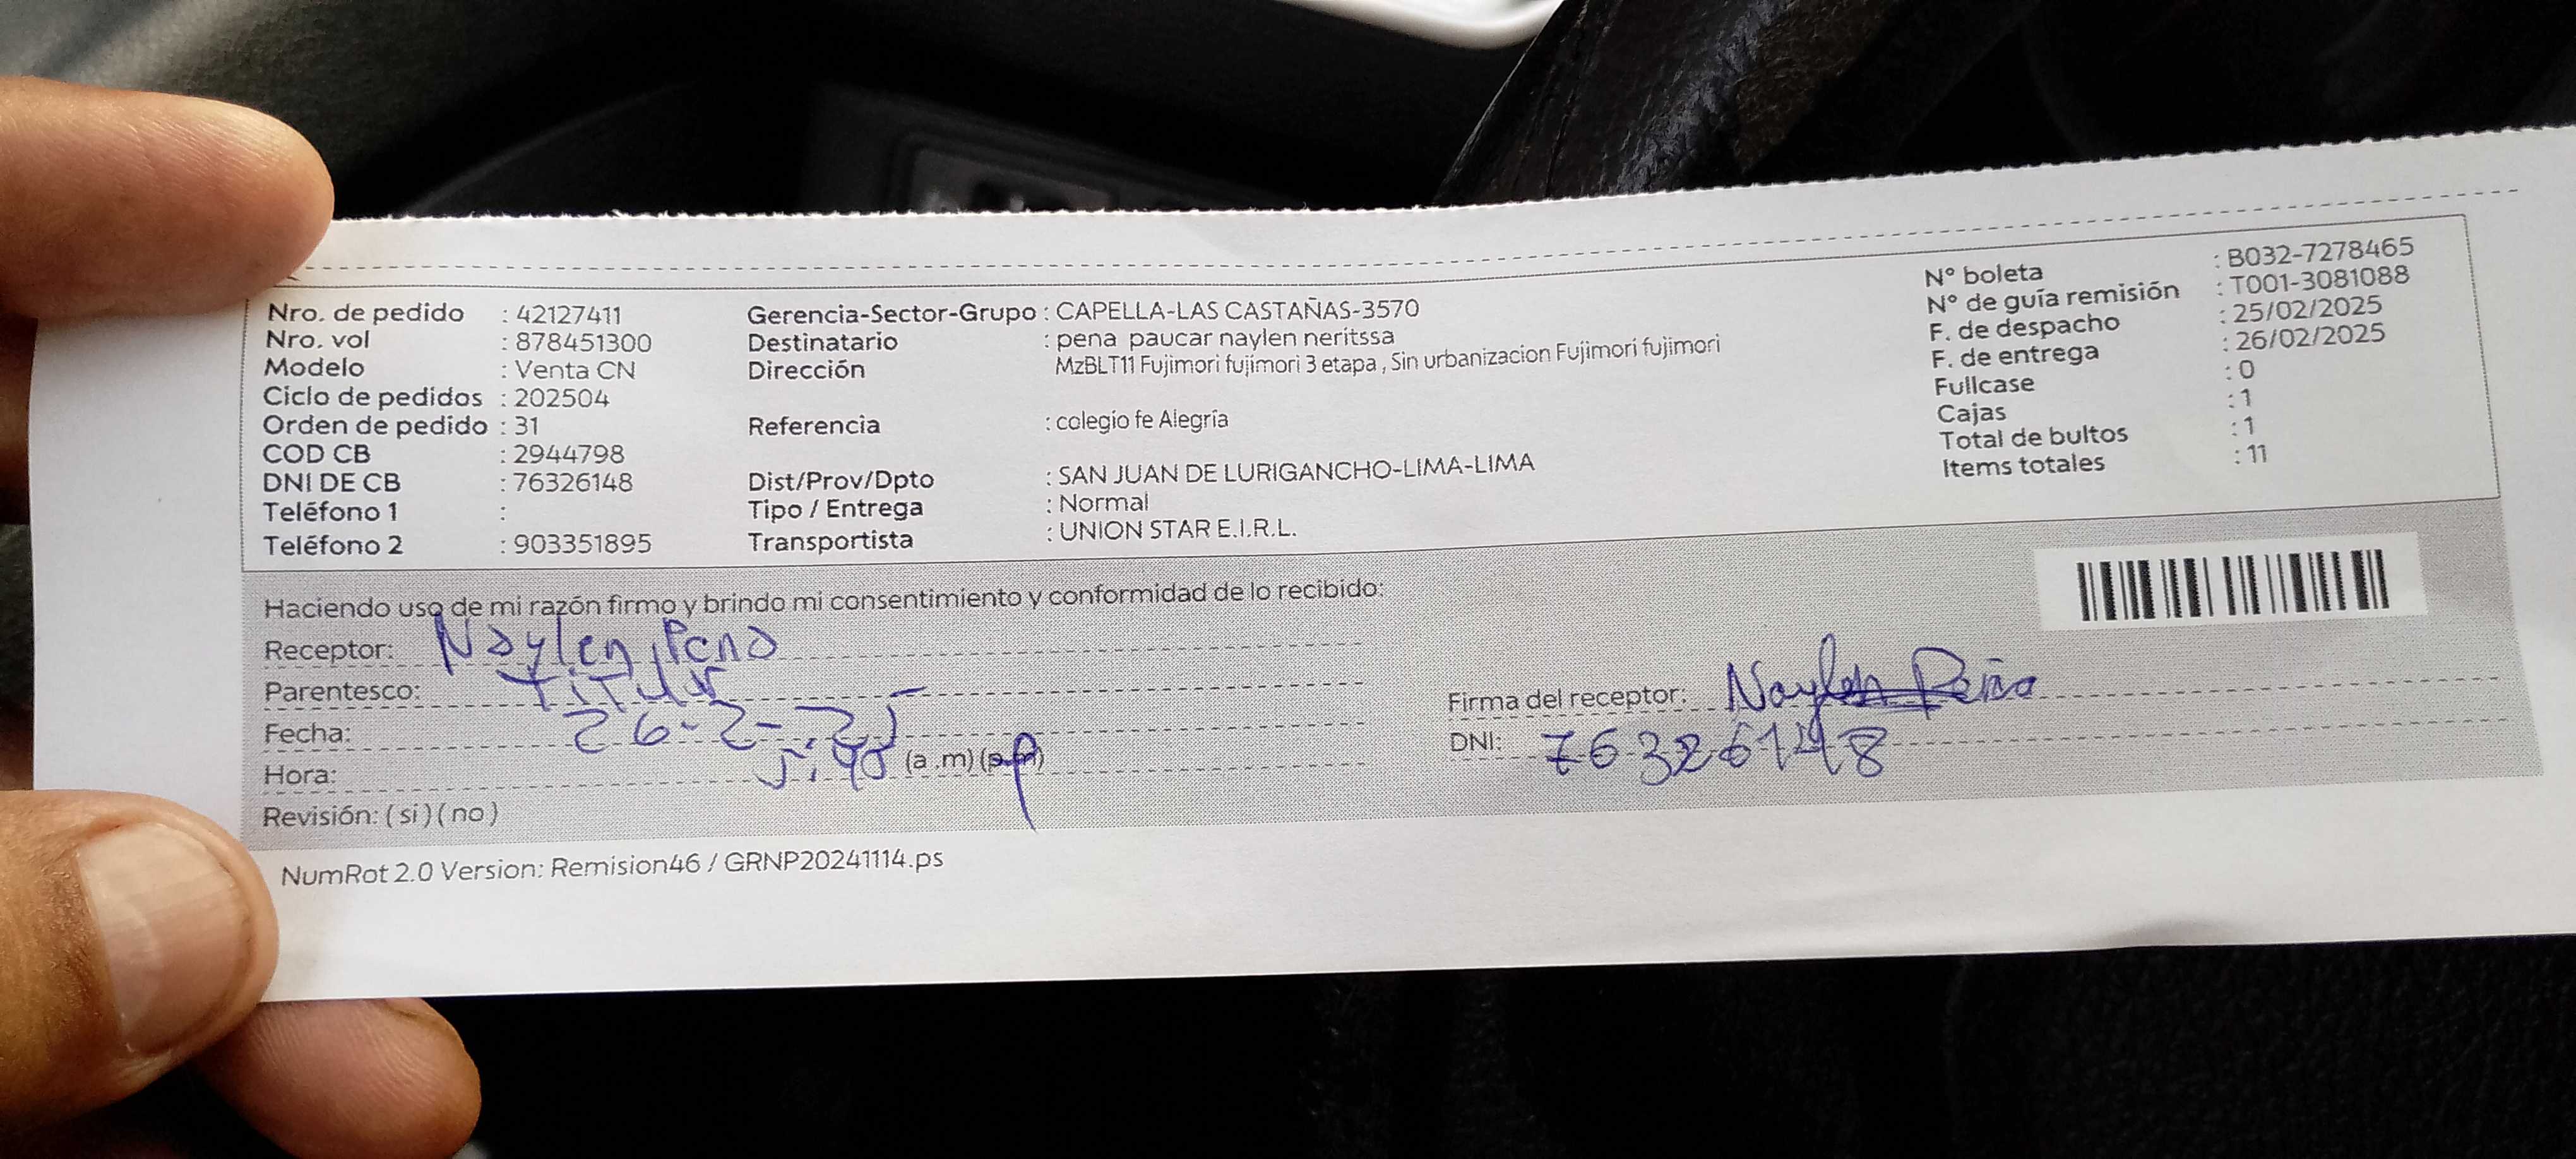 Nro. de pedido : 42127411
Nro. vol : 878451300
Modelo : Venta CN
Ciclo de pedidos : 202504
Orden de pedido : 31
COD CB : 2944798
DNI DE CB : 76326148
Teléfono 1 :
Teléfono 2 : 903351895
Gerencia-Sector-Grupo : CAPELLA-LAS CASTAÑAS-3570
Destinatario : pena paucar naylen neritssa
Dirección MzBLT11 Fujimori fujimori 3 etapa , Sin urbanizacion Fujimori fujimori
Referencia : colegio fe Alegría
Dist/Prov/Dpto : SAN JUAN DE LURIGANCHO-LIMA-LIMA
Tipo / Entrega : Normal
Transportista : UNION STAR E.I.R.L.
N° boleta : B032-7278465
N° de guía remisión : T001-3081088
F. de despacho : 25/02/2025
F. de entrega : 26/02/2025
Fullcase : 0
Cajas : 1
Total de bultos : 1
Items totales : 11
Haciendo uso de mi razón firmo y brindo mi consentimiento y conformidad de lo recibido:
Receptor: Naylen Pena
Parentesco: Titular
Fecha: 26-2-25
Hora: 5:40 (a .m) (p.m)
Revisión: ( si ) ( no )
Firma del receptor: Naylen Peña
DNI: 76326148
NumRot 2.0 Version: Remision46 / GRNP20241114.ps